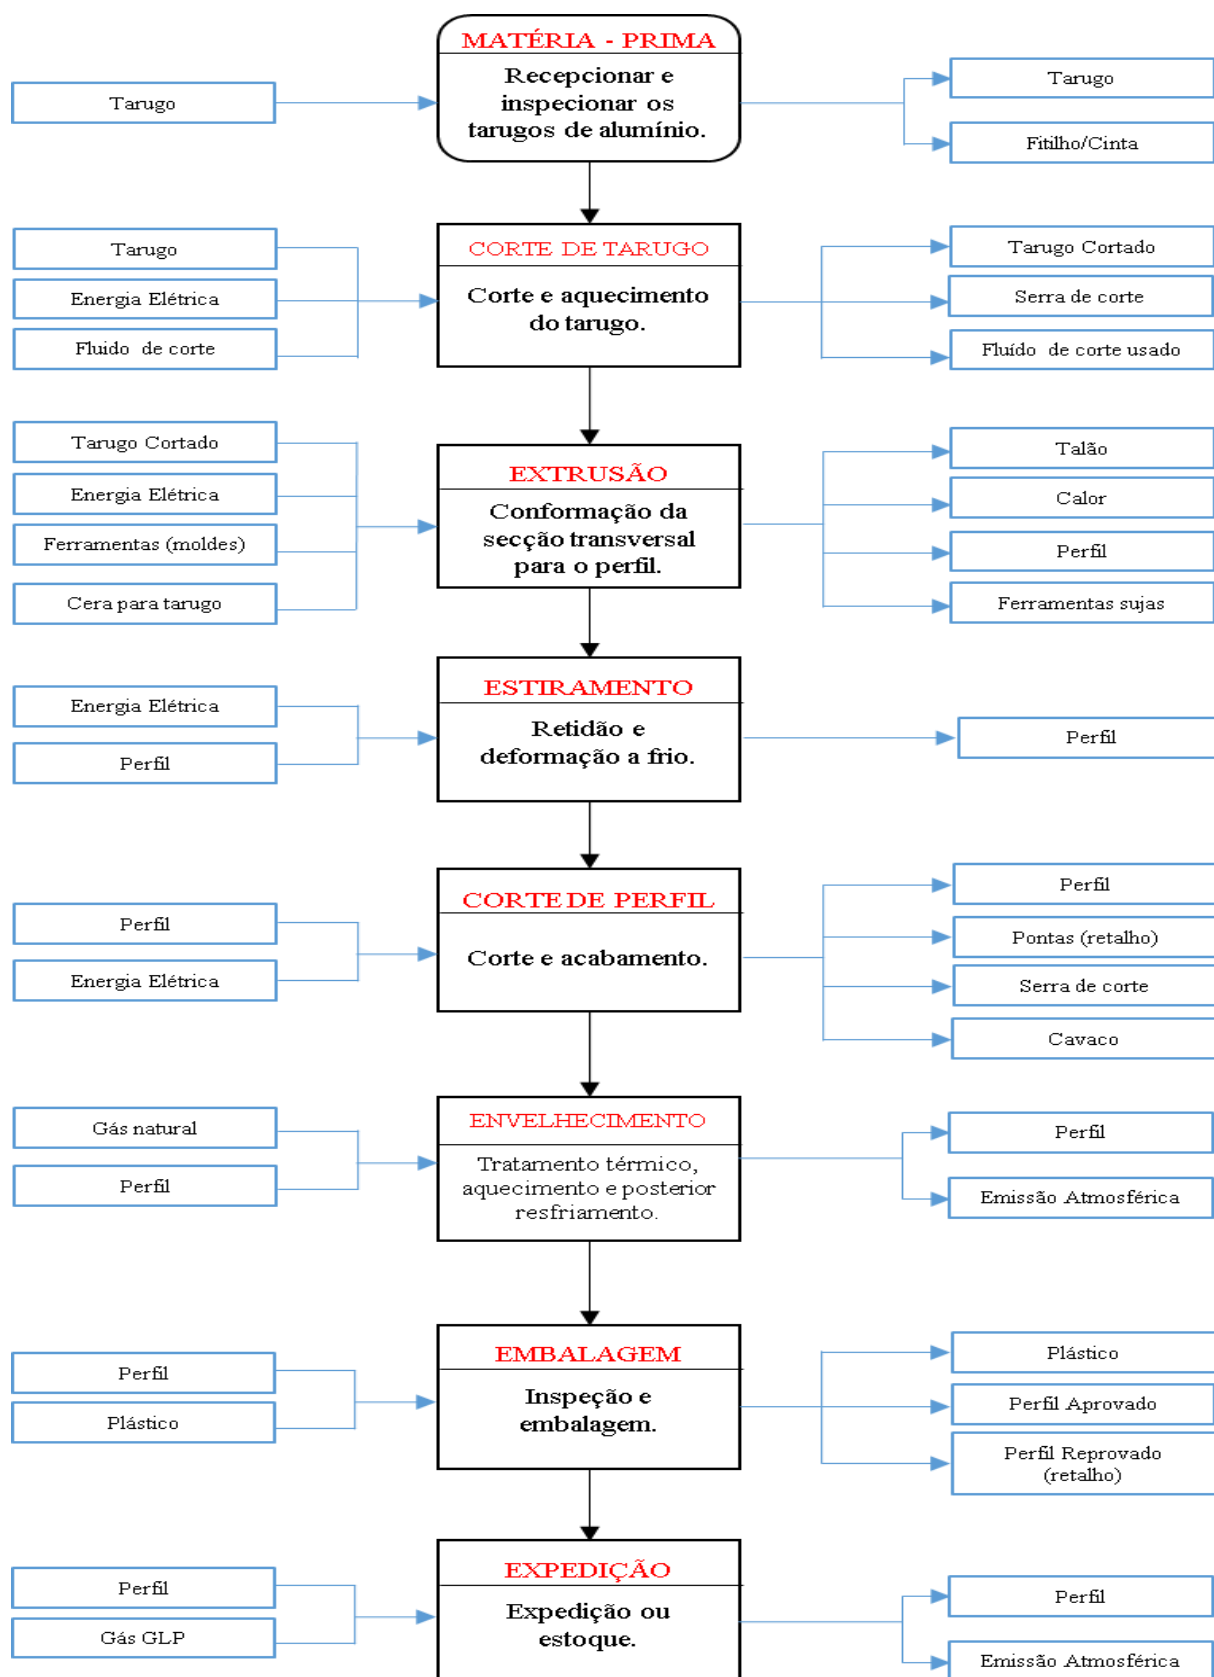 MATÉRIA - PRIMA
Recepcionar e
inspecionar os
tarugos de alumínio.
Tarugo
Tarugo
Fitilho/Cinta
CORTE DE TARUGO
Corte e aquecimento
do tarugo.
Tarugo
Energia Elétrica
Fluido de corte
Tarugo Cortado
Serra de corte
Fluído de corte usado
EXTRUSÃO
Conformação da
secção transversal
para o perfil.
Tarugo Cortado
Energia Elétrica
Ferramentas (moldes)
Cera para tarugo
Talão
Calor
Perfil
Ferramentas sujas
ESTIRAMENTO
Retidão e
deformação a frio.
Energia Elétrica
Perfil
Perfil
CORTE DE PERFIL
Corte e acabamento.
Perfil
Energia Elétrica
Perfil
Pontas (retalho)
Serra de corte
Cavaco
ENVELHECIMENTO
Tratamento térmico,
aquecimento e posterior
resfriamento.
Gás natural
Perfil
Perfil
Emissão Atmosférica
EMBALAGEM
Inspeção e
embalagem.
Perfil
Plástico
Plástico
Perfil Aprovado
Perfil Reprovado
(retalho)
EXPEDIÇÃO
Expedição ou
estoque.
Perfil
Gás GLP
Perfil
Emissão Atmosférica